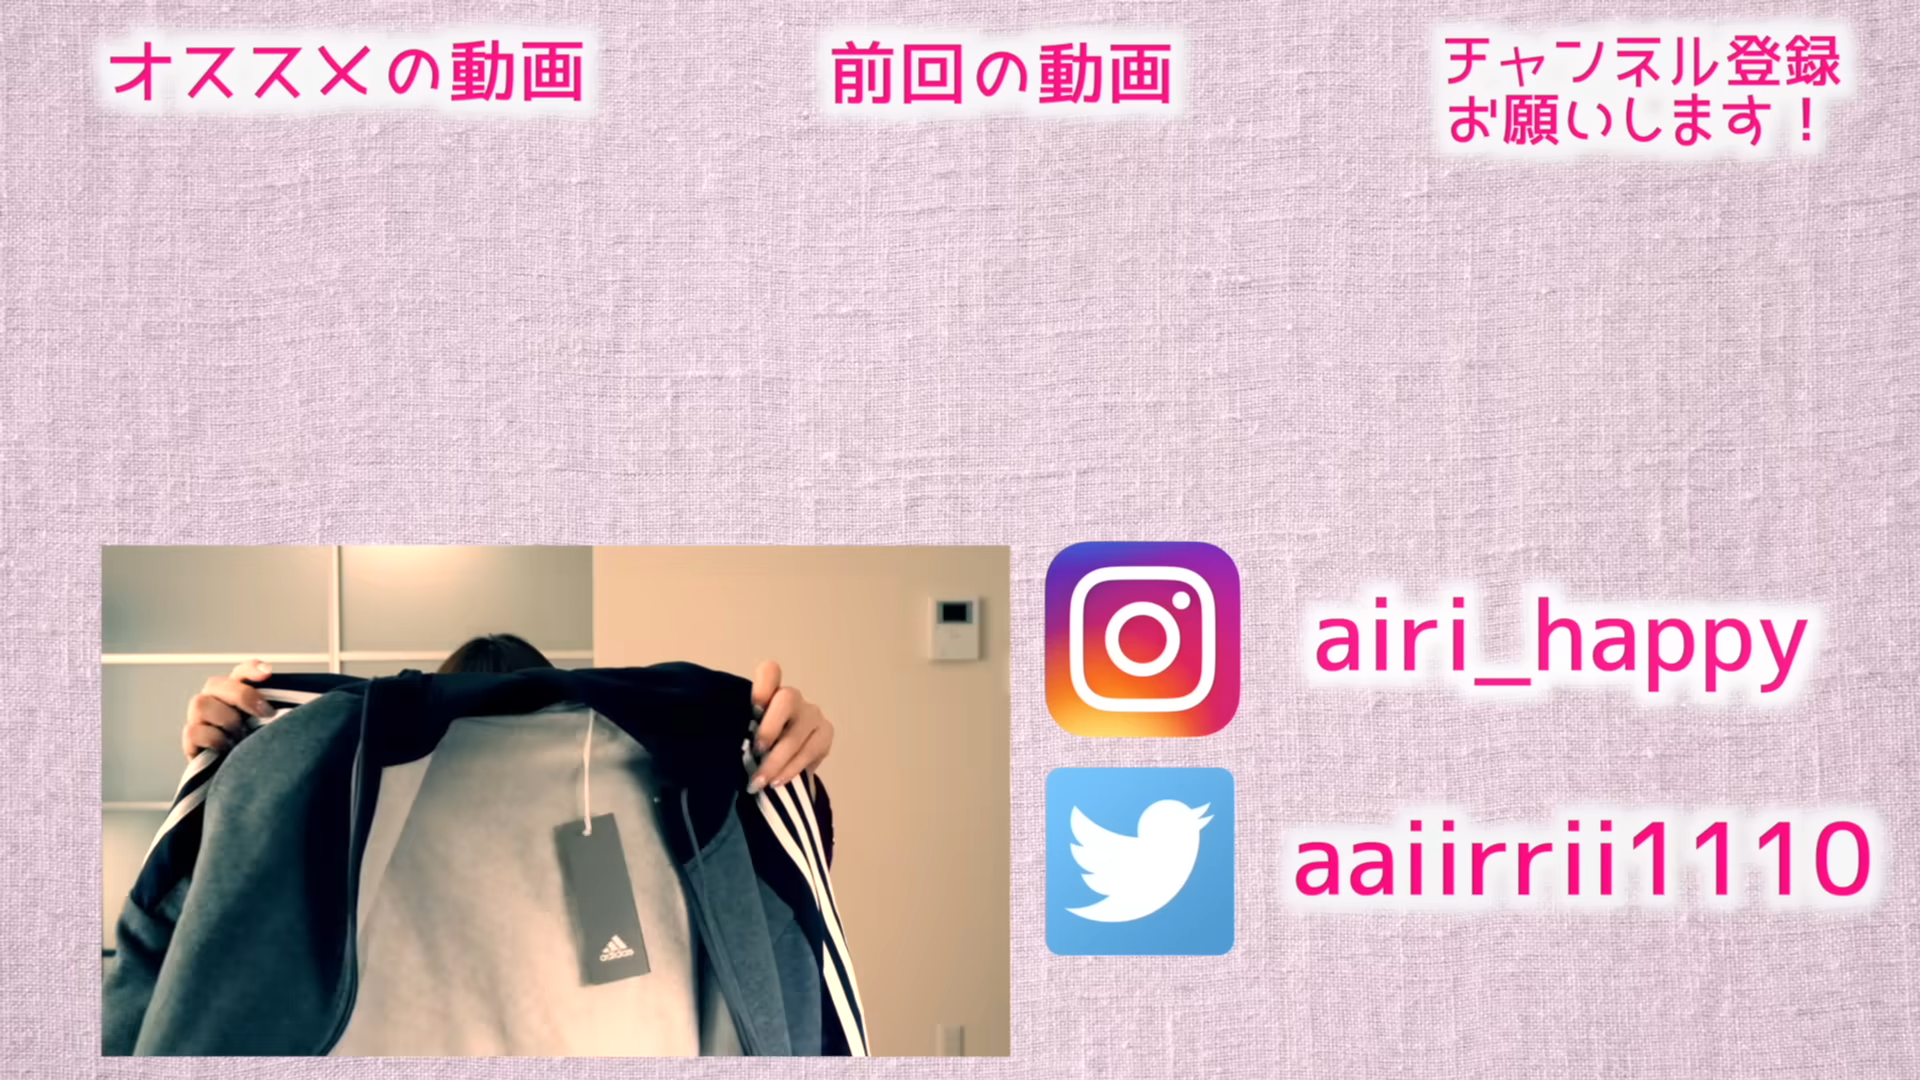 オススメの動画
前回の動画
チャンネル登録
お願いします！
airi_happy
aaiirrii1110
adidas